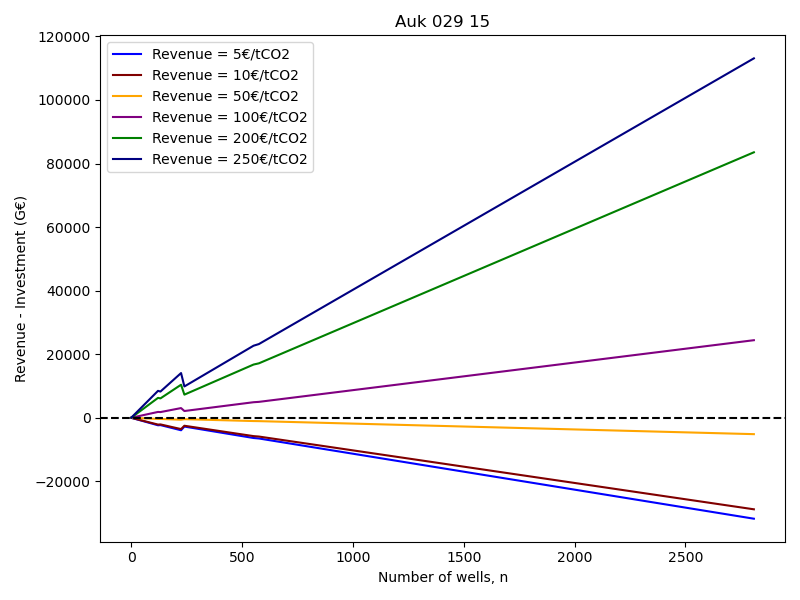 Auk 029 15
Revenue - Investment (G€)
120000
100000
80000
60000
40000
20000
0
−20000
Revenue = 5€/tCO2
Revenue = 10€/tCO2
Revenue = 50€/tCO2
Revenue = 100€/tCO2
Revenue = 200€/tCO2
Revenue = 250€/tCO2
0
500
1000
1500
2000
2500
Number of wells, n